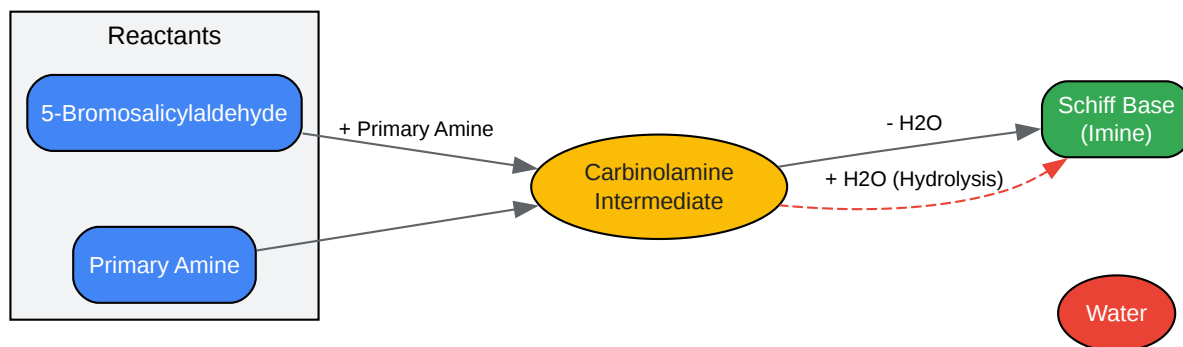 Reactants
5-Bromosalicylaldehyde
+ Primary Amine
Primary Amine
Carbinolamine
Intermediate
- H2O
+ H2O (Hydrolysis)
Schiff Base
(Imine)
Water